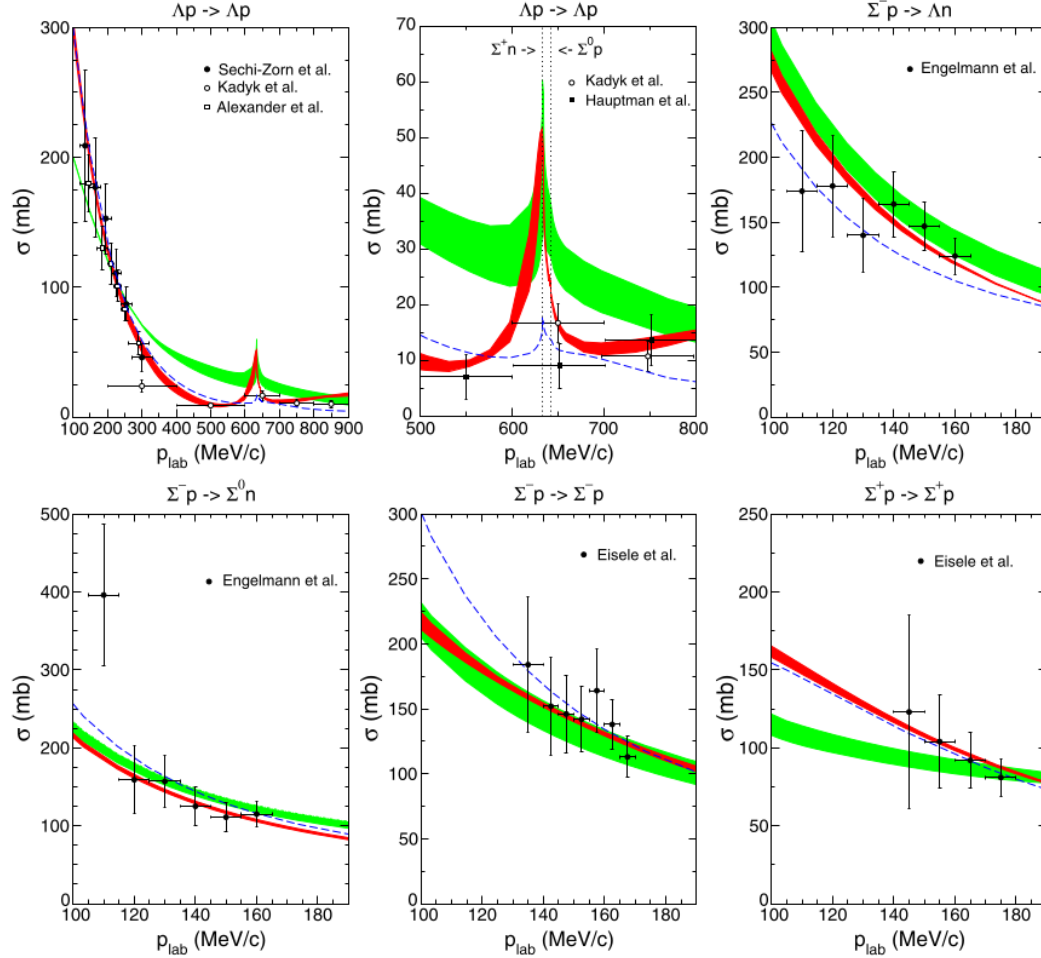 Λp -> Λp
300
200
100
0
σ (mb)
Sechi-Zorn et al.
Kadyk et al.
Alexander et al.
100 200 300 400 500 600 700 800 900
p_lab (MeV/c)
Λp -> Λp
70
60
50
40
30
20
10
0
σ (mb)
Σ⁺n -> <- Σ⁰p
Kadyk et al.
Hauptman et al.
500 600 700 800
p_lab (MeV/c)
Σ⁻p -> Λn
300
250
200
150
100
50
0
σ (mb)
Engelmann et al.
100 120 140 160 180
p_lab (MeV/c)
Σ⁻p -> Σ⁰n
500
400
300
200
100
0
σ (mb)
Engelmann et al.
100 120 140 160 180
p_lab (MeV/c)
Σ⁻p -> Σ⁻p
300
250
200
150
100
50
0
σ (mb)
Eisele et al.
100 120 140 160 180
p_lab (MeV/c)
Σ⁺p -> Σ⁺p
250
200
150
100
50
0
σ (mb)
Eisele et al.
100 120 140 160 180
p_lab (MeV/c)